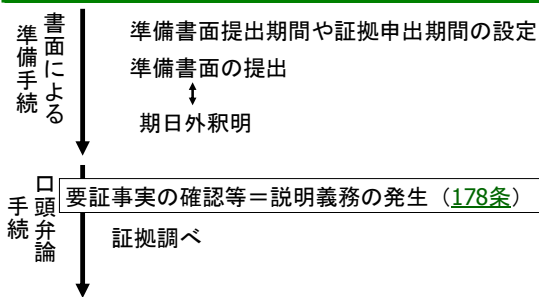 書面による
準備手続
準備書面提出期間や証拠申出期間の設定
準備書面の提出
期日外釈明
口頭弁論
手続
要証事実の確認等＝説明義務の発生（178条）
証拠調べ